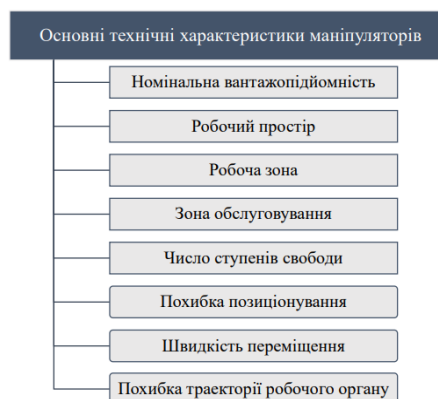 Основні технічні характеристики маніпуляторів
Номінальна вантажопідйомність
Робочий простір
Робоча зона
Зона обслуговування
Число ступенів свободи
Похибка позиціонування
Швидкість переміщення
Похибка траекторії робочого органу